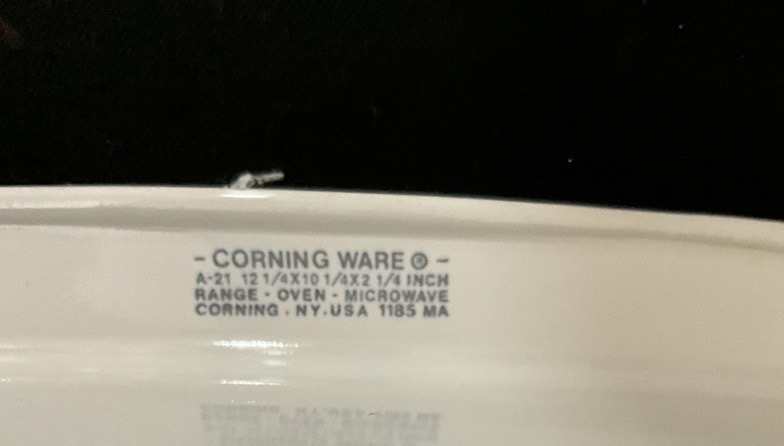 - CORNING WARE ® -
A-21 12 1/4X10 1/4X2 1/4 INCH
RANGE - OVEN - MICROWAVE
CORNING . NY. USA 1185 MA